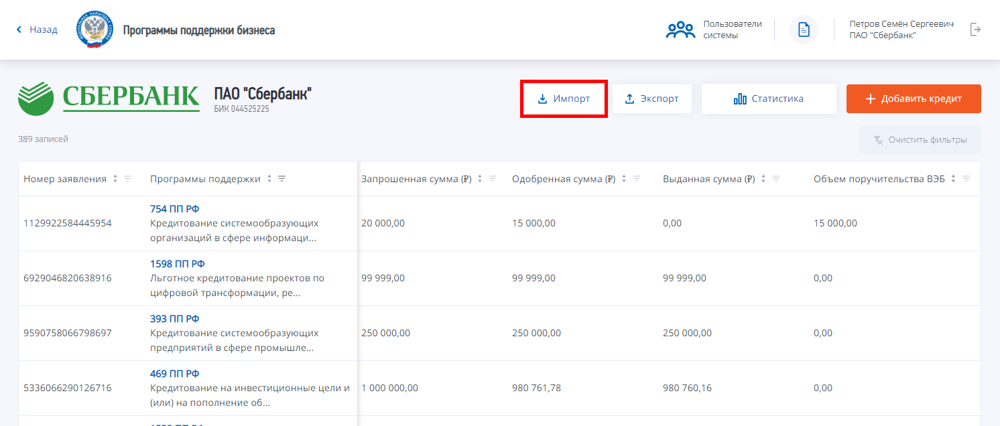 Назад
Программы поддержки бизнеса
Пользователи
системы
Петров Семён Сергеевич
ПАО "Сбербанк"
СБЕРБАНК
ПАО "Сбербанк"
БИК 044525225
Импорт
Экспорт
Статистика
Добавить кредит
389 записей
Очистить фильтры
Номер заявления Программы поддержки Запрошенная сумма (₽) Одобренная сумма (₽) Выданная сумма (₽) Объем поручительства ВЭБ
754 ПП РФ
1129922584445954 Кредитование системообразующих 20 000,00 15 000,00 0,00 15 000,00
организаций в сфере информаци...
1598 ПП РФ
6929046820638916 Льготное кредитование проектов по 99 999,00 99 999,00 99 999,00 0,00
цифровой трансформации, ре...
393 ПП РФ
9590758066798697 Кредитование системообразующих 250 000,00 250 000,00 250 000,00 0,00
предприятий в сфере промышле...
469 ПП РФ
5336066290126716 Кредитование на инвестиционные цели и 1 000 000,00 980 761,78 980 760,16 0,00
(или) на пополнение об...